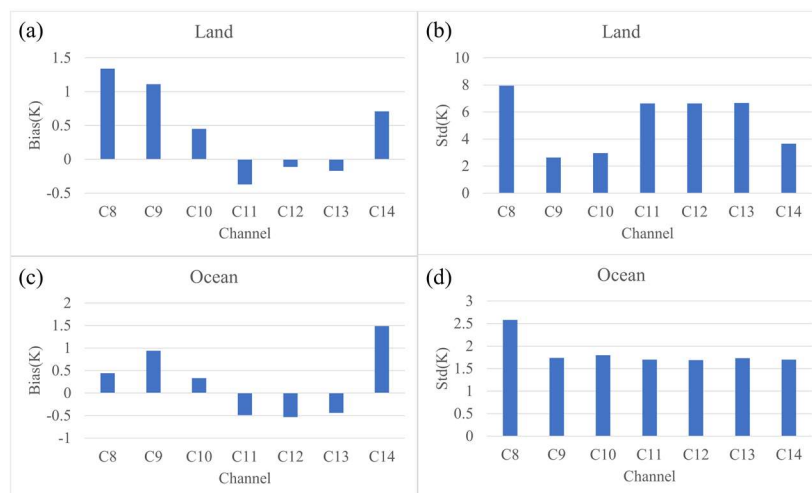 (a)
Land
1.5
1
0.5
0
-0.5
Bias(K)
C8 C9 C10 C11 C12 C13 C14
Channel
(b)
Land
10
8
6
4
2
0
Std(K)
C8 C9 C10 C11 C12 C13 C14
Channel
(c)
Ocean
2
1.5
1
0.5
0
-0.5
-1
Bias(K)
C8 C9 C10 C11 C12 C13 C14
Channel
(d)
Ocean
3
2.5
2
1.5
1
0.5
0
Std(K)
C8 C9 C10 C11 C12 C13 C14
Channel